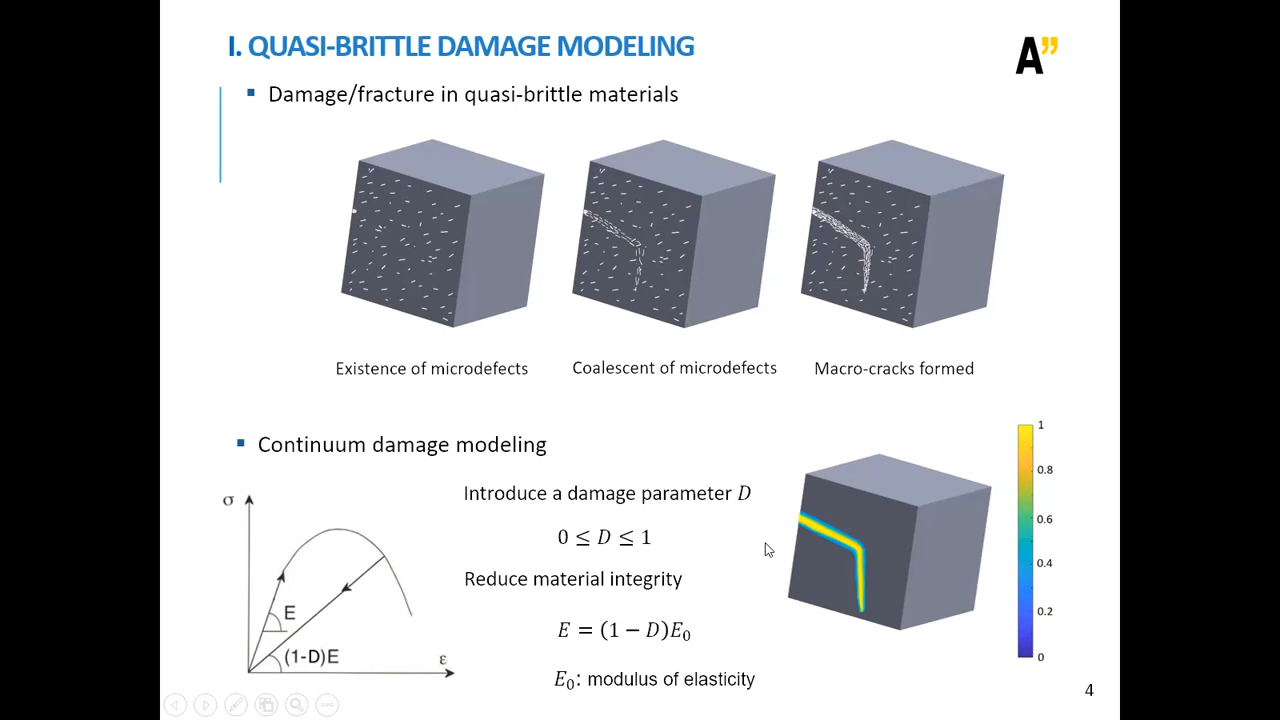 I. QUASI-BRITTLE DAMAGE MODELING
A”
▪ Damage/fracture in quasi-brittle materials
Existence of microdefects
Coalescent of microdefects
Macro-cracks formed
▪ Continuum damage modeling
σ
E
(1-D)E
ε
Introduce a damage parameter D
0 ≤ D ≤ 1
Reduce material integrity
E = (1 − D)E₀
E₀: modulus of elasticity
1
0.8
0.6
0.4
0.2
0
4